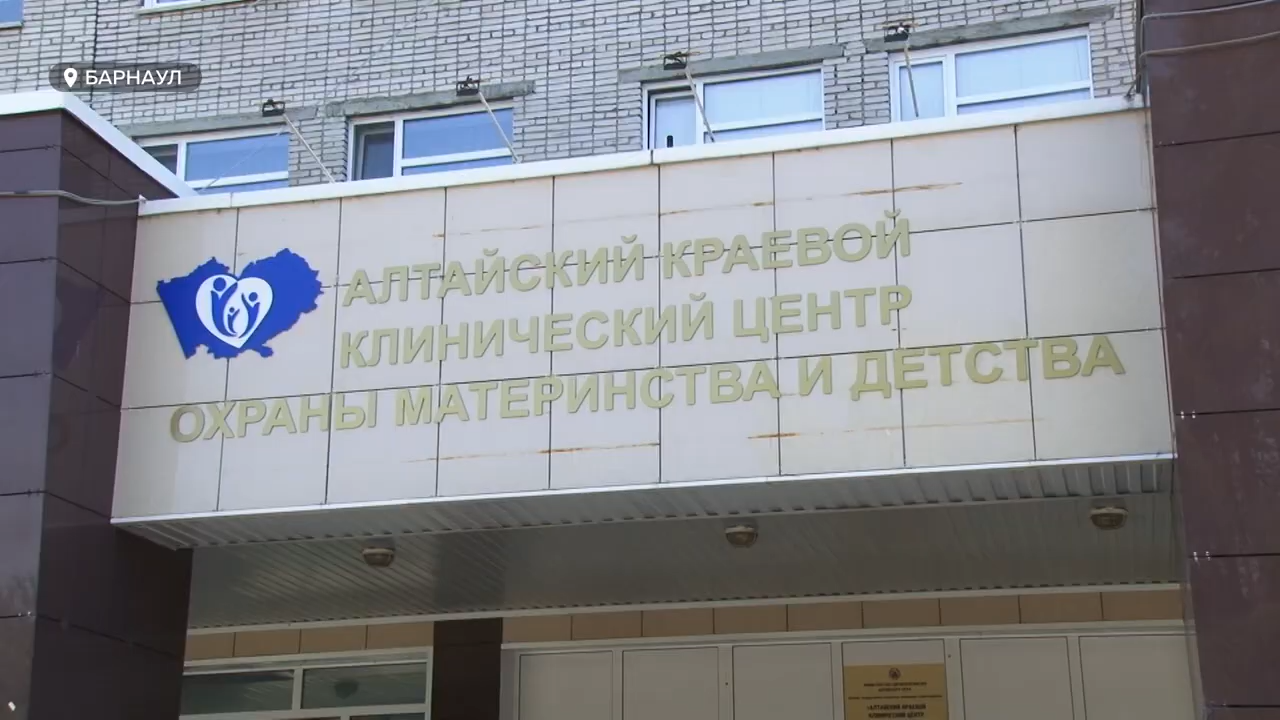 БАРНАУЛ
АЛТАЙСКИЙ КРАЕВОЙ
КЛИНИЧЕСКИЙ ЦЕНТР
ОХРАНЫ МАТЕРИНСТВА И ДЕТСТВА
АЛТАЙСКИЙ КРАЕВОЙ
КЛИНИЧЕСКИЙ ЦЕНТР